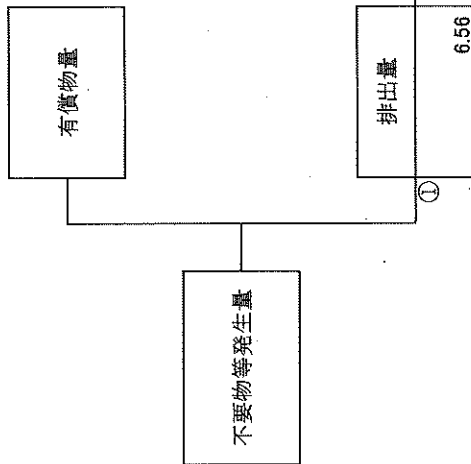 不要物等発生量
有償物量
①
排出量
6.56